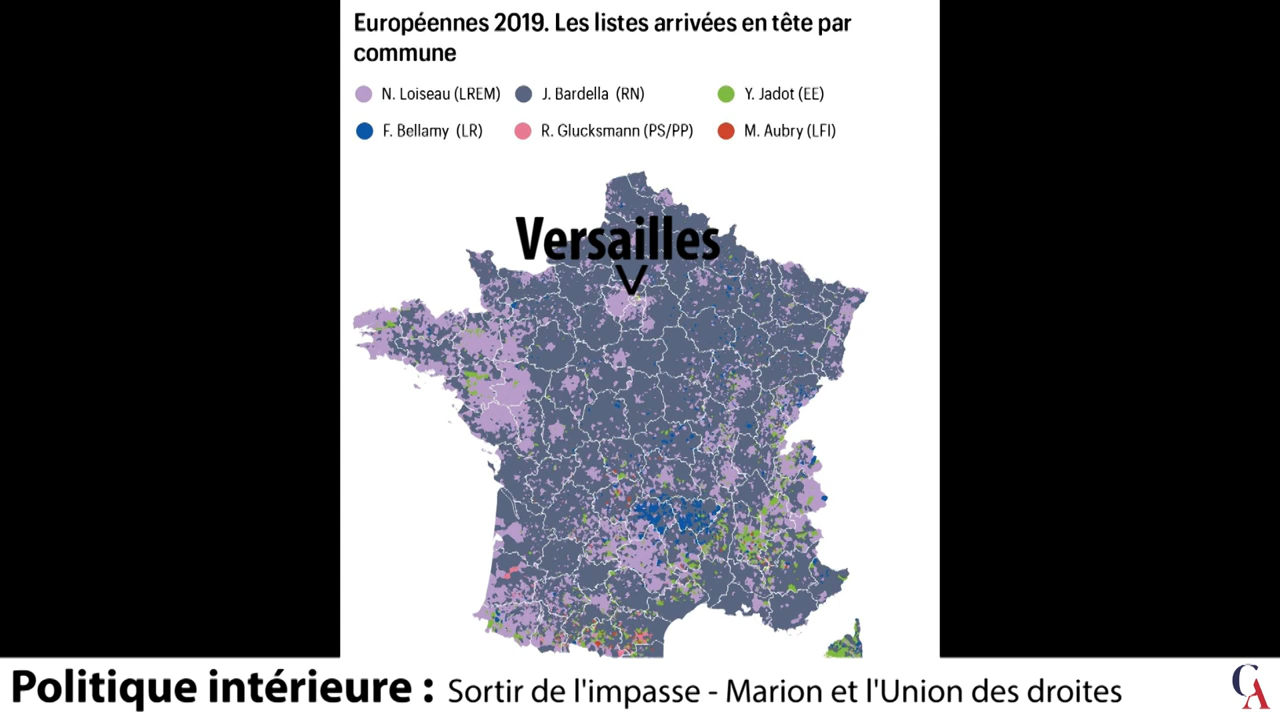 Européennes 2019. Les listes arrivées en tête par
commune
N. Loiseau (LREM)
J. Bardella (RN)
Y. Jadot (EE)
F. Bellamy (LR)
R. Glucksmann (PS/PP)
M. Aubry (LFI)
Versailles
Politique intérieure : Sortir de l'impasse - Marion et l'Union des droites
CA